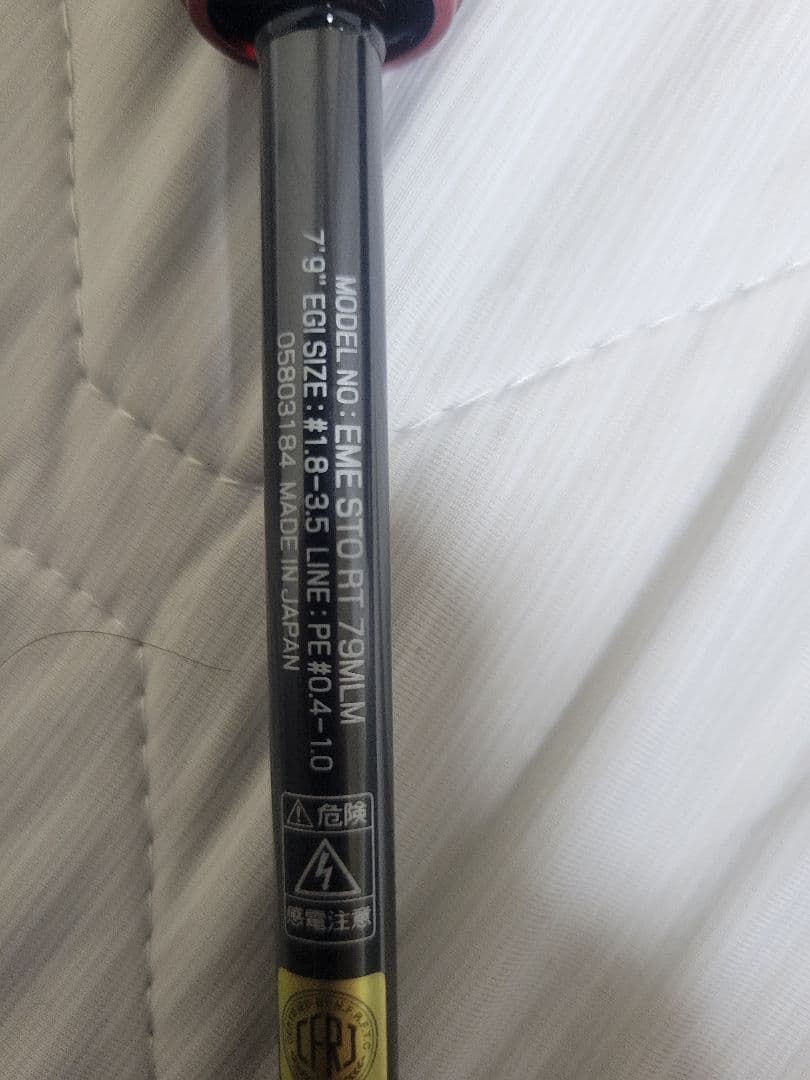 MODEL NO : EME STO RT 79MLM
7'9" EGI SIZE : #1.8-3.5 LINE : PE #0.4-1.0
05803184 MADE IN JAPAN
危険
感電注意
CFRJ